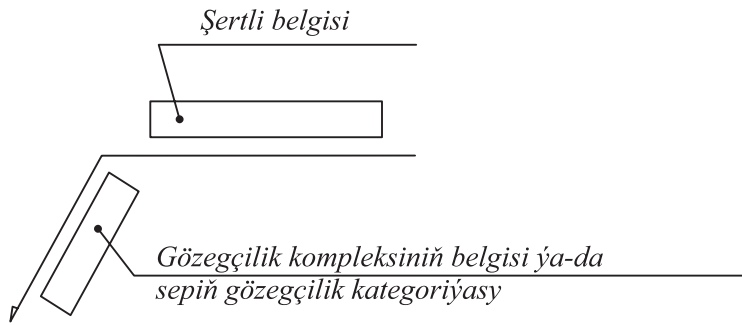 Şertli belgisi
Gözegçilik kompleksiniň belgisi ýa-da
sepiň gözegçilik kategoriýasy